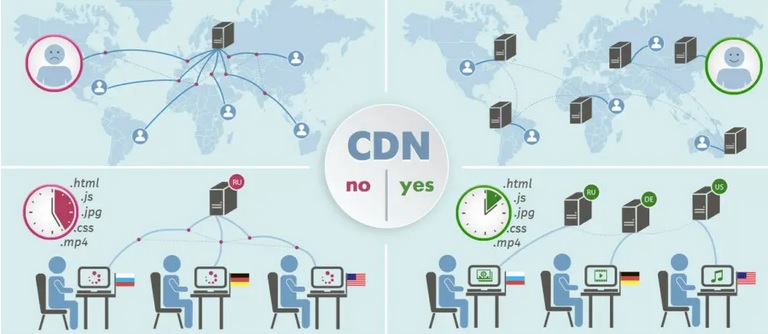 CDN
no | yes
.html
.js
.jpg
.css
.mp4
RU
.html
.js
.jpg
.css
.mp4
RU
DE
US